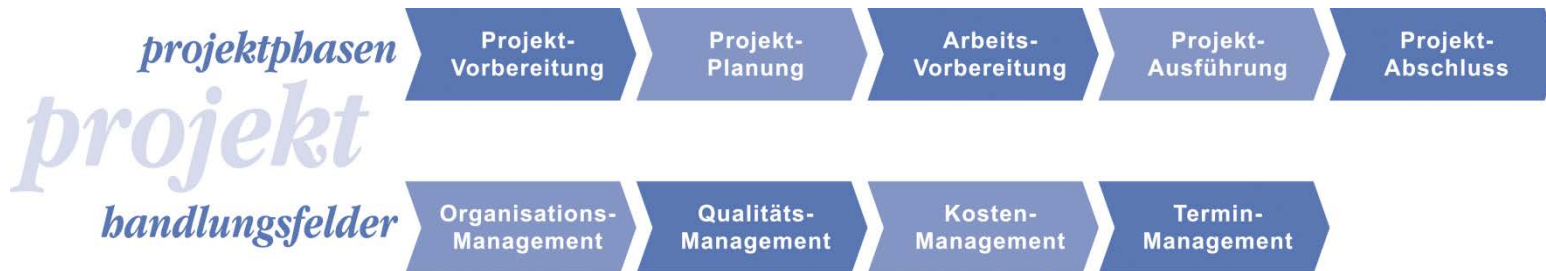 projektphasen
Projekt-
Vorbereitung
Projekt-
Planung
Arbeits-
Vorbereitung
Projekt-
Ausführung
Projekt-
Abschluss
projekt
handlungsfelder
Organisations-
Management
Qualitäts-
Management
Kosten-
Management
Termin-
Management